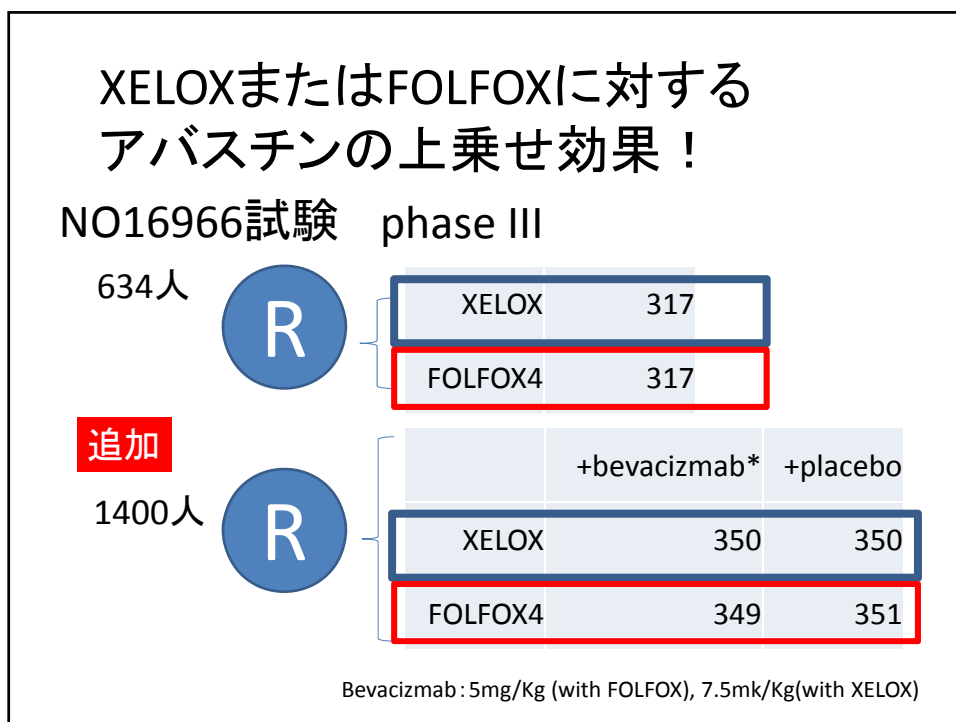 XELOXまたはFOLFOXに対する
アバスチンの上乗せ効果！
NO16966試験 phase III
634人
R
XELOX 317
FOLFOX4 317
追加
1400人
R
+bevacizmab* +placebo
XELOX 350 350
FOLFOX4 349 351
Bevacizmab：5mg/Kg (with FOLFOX), 7.5mk/Kg(with XELOX)